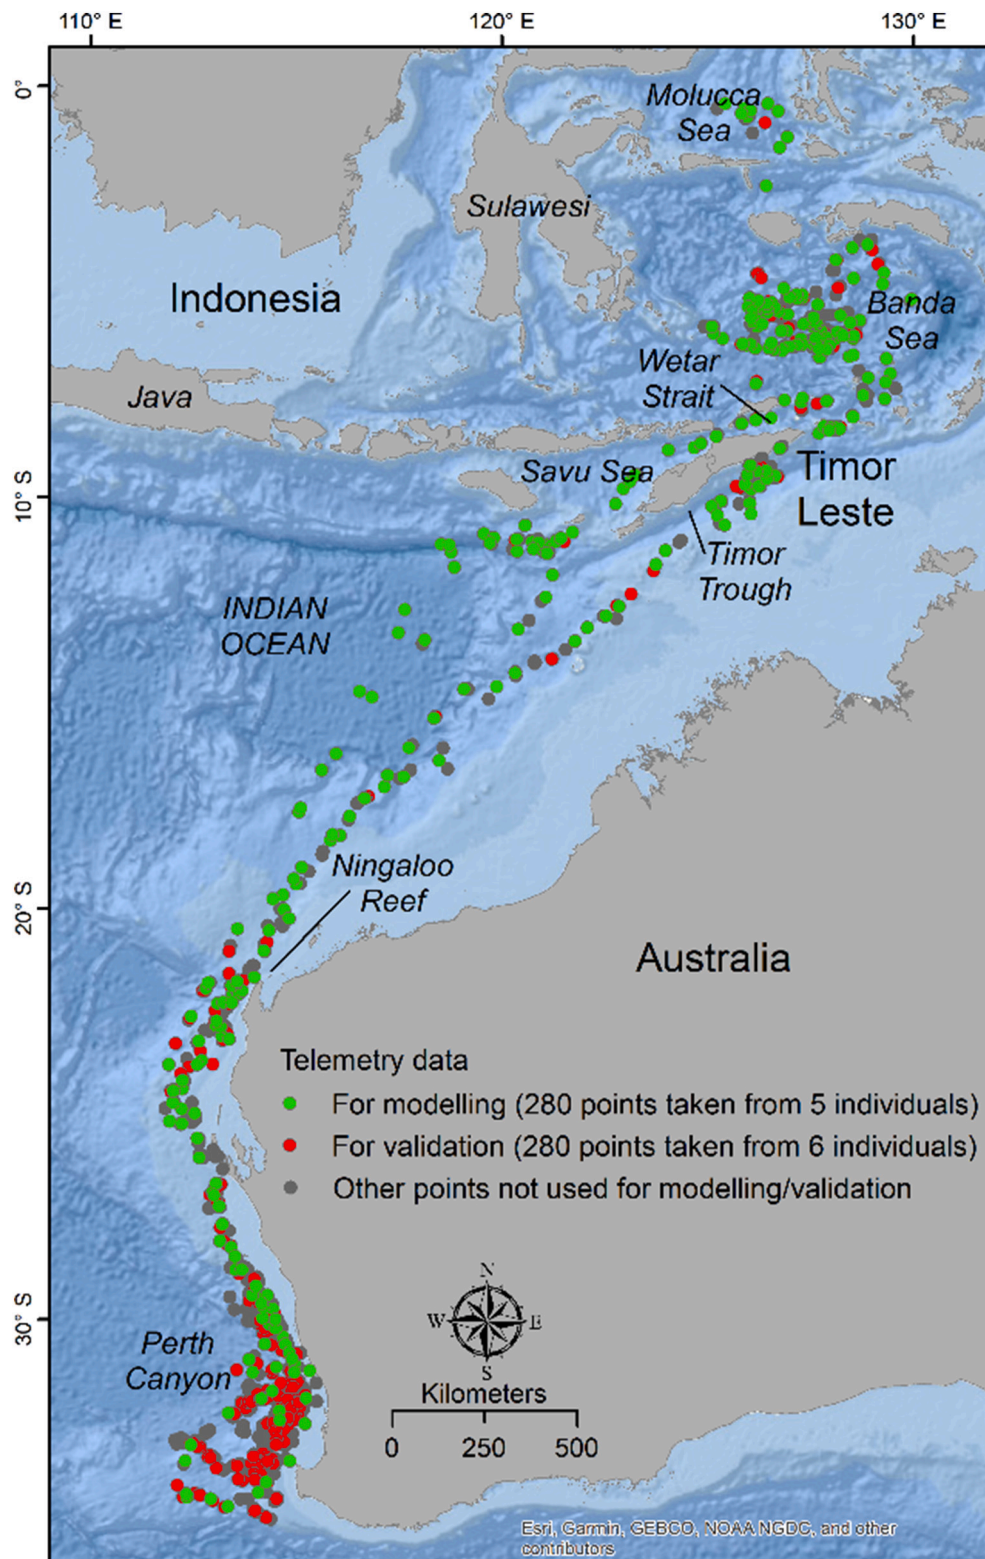 110° E
120° E
130° E
0°
Molucca
Sea
Sulawesi
Indonesia
Banda
Sea
Wetar
Strait
Java
Savu Sea
Timor
Leste
10° S
Timor
Trough
INDIAN
OCEAN
Ningaloo
Reef
20° S
Australia
Telemetry data
For modelling (280 points taken from 5 individuals)
For validation (280 points taken from 6 individuals)
Other points not used for modelling/validation
N
W
E
S
30° S
Perth
Canyon
Kilometers
0 250 500
Esri, Garmin, GEBCO, NOAA NGDC, and other
contributors